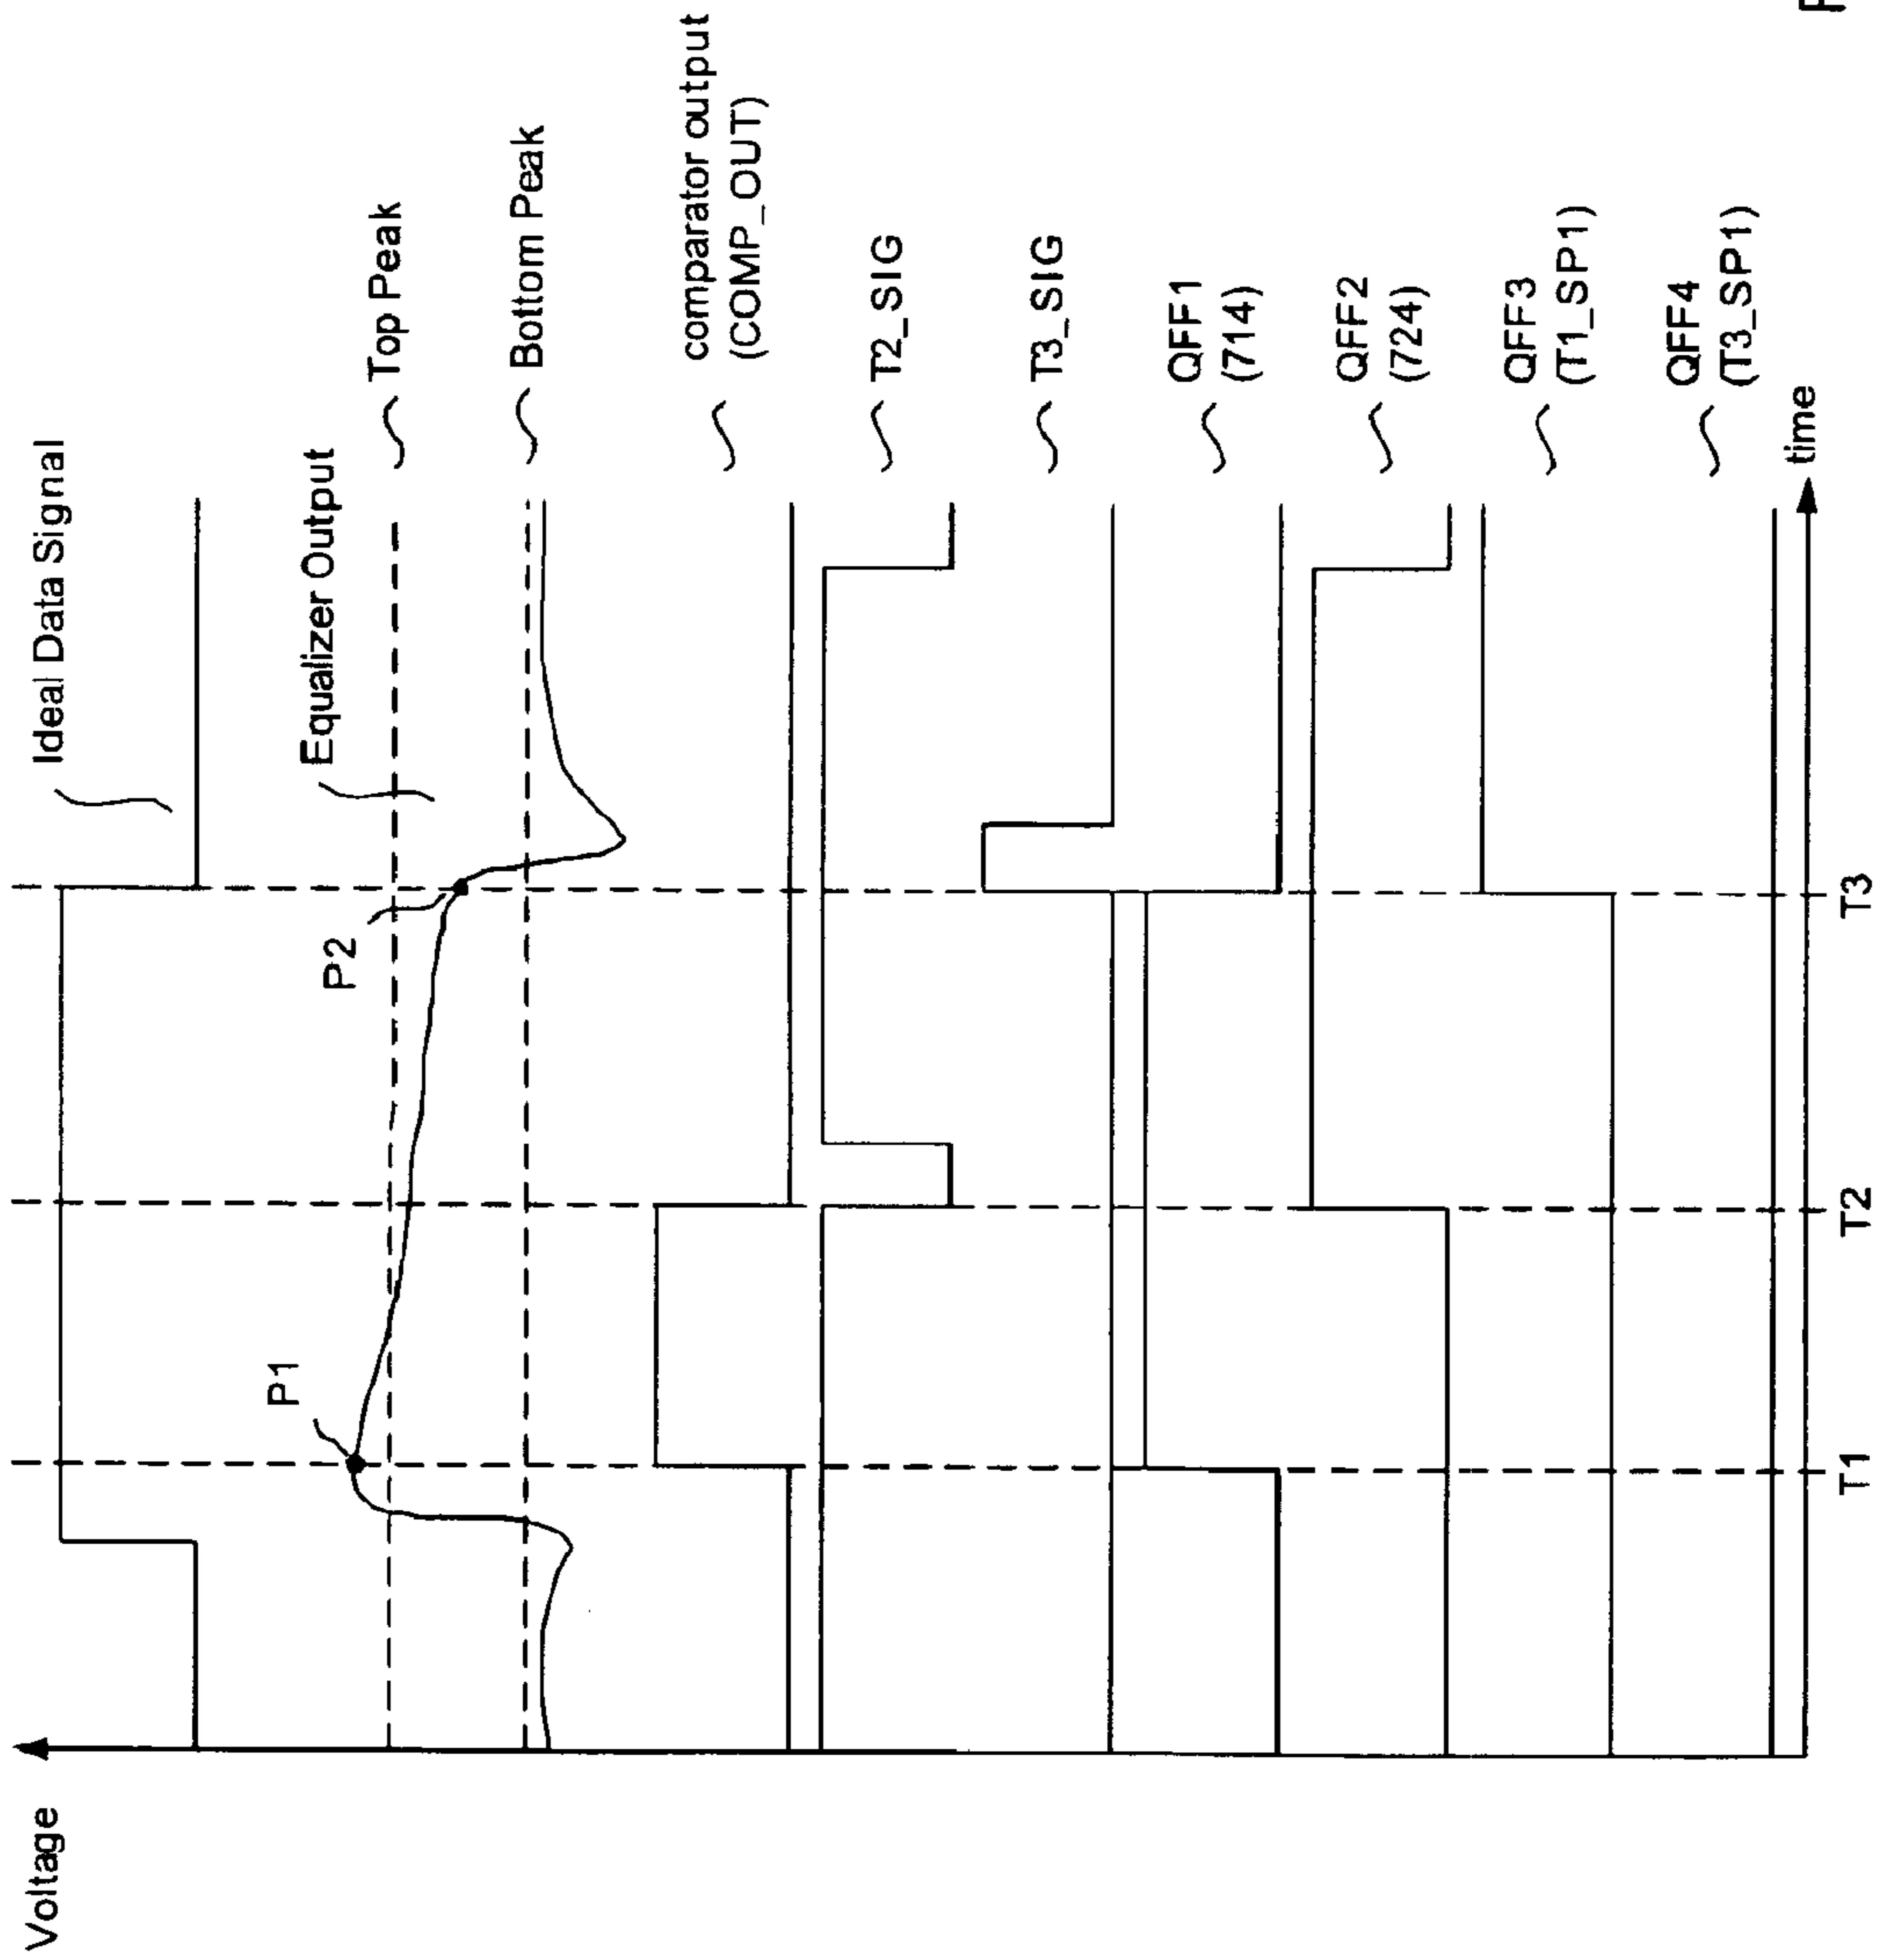 Voltage
Ideal Data Signal
Equalizer Output
Top Peak
P1
P2
Bottom Peak
comparator output
(COMP_OUT)
T2_SIG
T3_SIG
QFF1
(714)
QFF2
(724)
QFF3
(T1_SP1)
QFF4
(T3_SP1)
time
T1
T2
T3